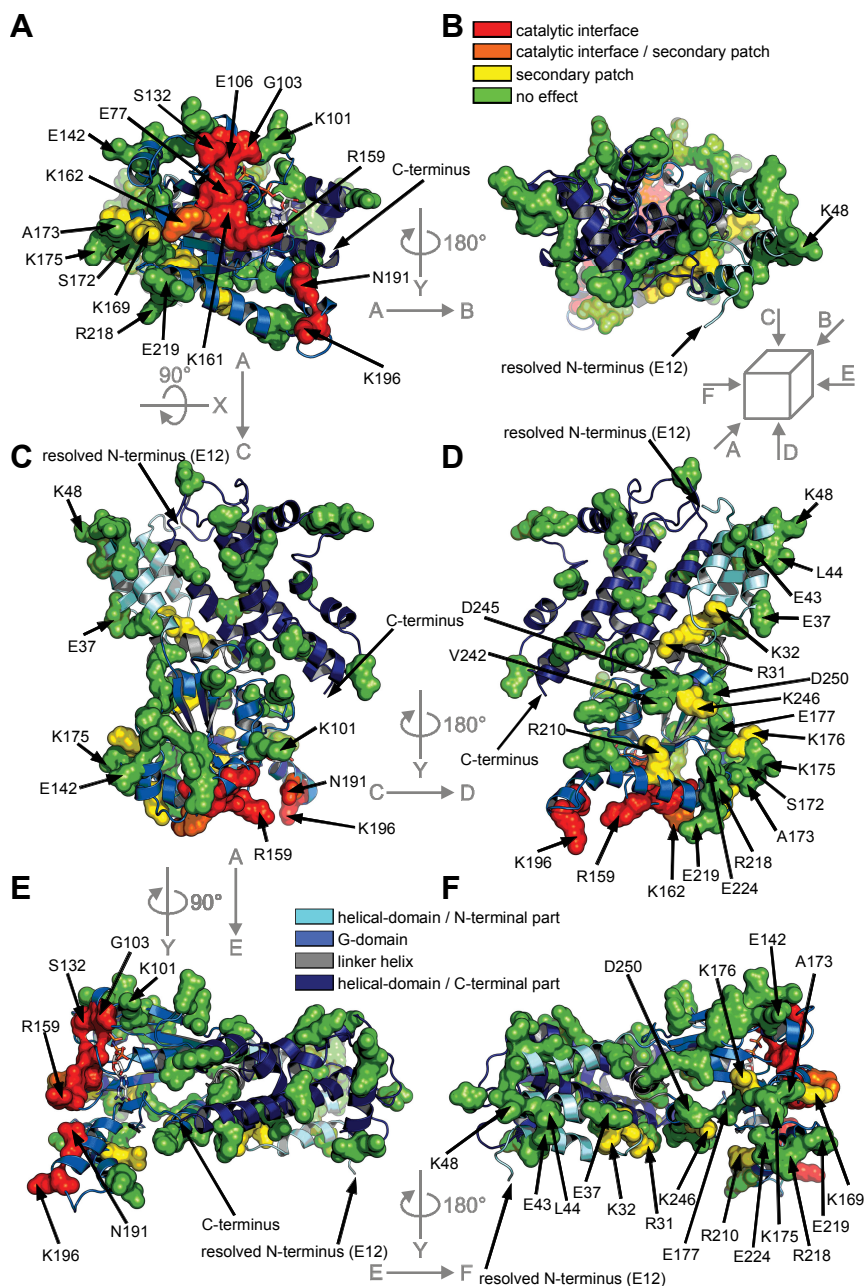 A
S132
E106
G103
E77
K101
E142
R159
K162
C-terminus
A173
K175
S172
N191
K169
R218
E219
K161
K196
180°
Y
A
B
B
catalytic interface
catalytic interface / secondary patch
secondary patch
no effect
K48
resolved N-terminus (E12)
C
B
F
E
A
D
90°
X
A
C
C
resolved N-terminus (E12)
K48
E37
C-terminus
K175
K101
E142
N191
R159
K196
180°
Y
C
D
D
resolved N-terminus (E12)
K48
L44
E43
E37
D245
K32
V242
R31
D250
K246
R210
E177
C-terminus
K176
K175
S172
A173
K196
R159
R218
K162
E219
E224
90°
Y
A
E
E
helical-domain / N-terminal part
G-domain
linker helix
helical-domain / C-terminal part
G103
S132
K101
R159
C-terminus
N191
K196
resolved N-terminus (E12)
180°
Y
E
F
F
E142
K176
A173
D250
K48
E43
L44
E37
K32
R31
K246
E177
R210
E224
K175
R218
E219
K169
resolved N-terminus (E12)